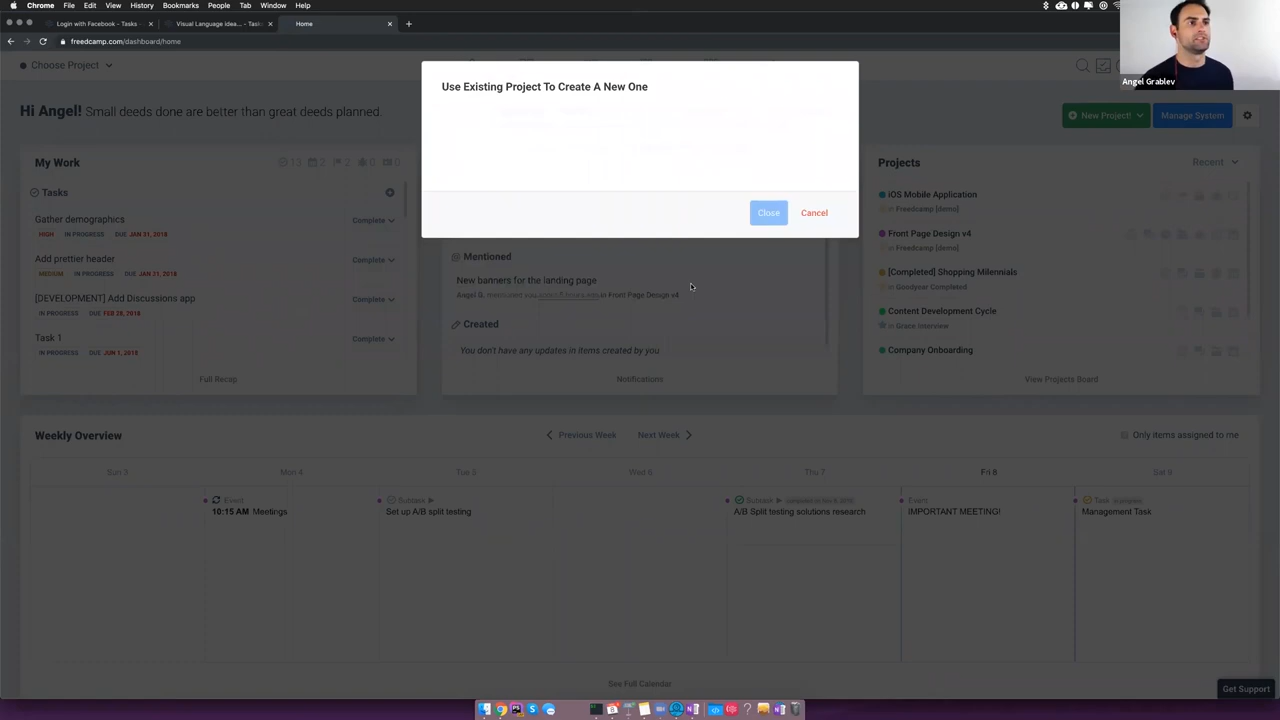 Chrome File Edit View History Bookmarks People Tab Window Help
Login with Facebook - Tasks -
Visual Language idea... - Task
Home
freedcamp.com/dashboard/home
Choose Project
Angel Grablev
Use Existing Project To Create A New One
Close Cancel
Hi Angel! Small deeds done are better than great deeds planned.
New Project! Manage System
My Work 13 2 2 0 0
Tasks
Gather demographics Complete
HIGH IN PROGRESS DUE JAN 31, 2018
Add prettier header Complete
MEDIUM IN PROGRESS DUE JAN 31, 2018
[DEVELOPMENT] Add Discussions app Complete
IN PROGRESS DUE FEB 28, 2018
Task 1 Complete
IN PROGRESS DUE JUN 1, 2018
Full Recap
Mentioned
New banners for the landing page
Angel G. mentioned you in Front Page Design v4
Created
You don't have any updates in items created by you
Notifications
Projects Recent
iOS Mobile Application
in Freedcamp [demo]
Front Page Design v4
in Freedcamp [demo]
[Completed] Shopping Milennials
in Goodyear Completed
Content Development Cycle
in Grace Interview
Company Onboarding
View Projects Board
Weekly Overview Previous Week Next Week Only items assigned to me
Sun 3 Mon 4 Tue 5 Wed 6 Thu 7 Fri 8 Sat 9
Event
10:15 AM Meetings
Subtask
Set up A/B split testing
Subtask
A/B Split testing solutions research
Event
IMPORTANT MEETING!
Task In progress
Management Task
See Full Calendar
Get Support